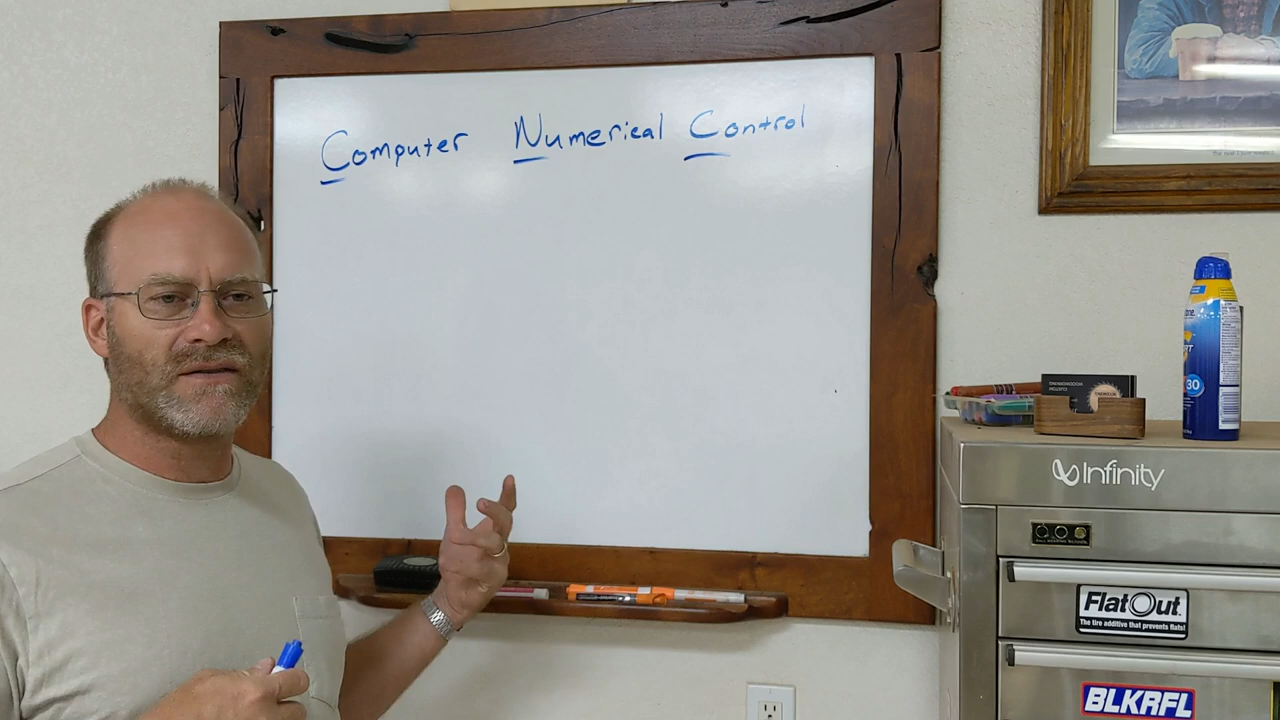 Computer Numerical Control
30
Infinity
FlatOut
The tire additive that prevents flats!
BLKRFL